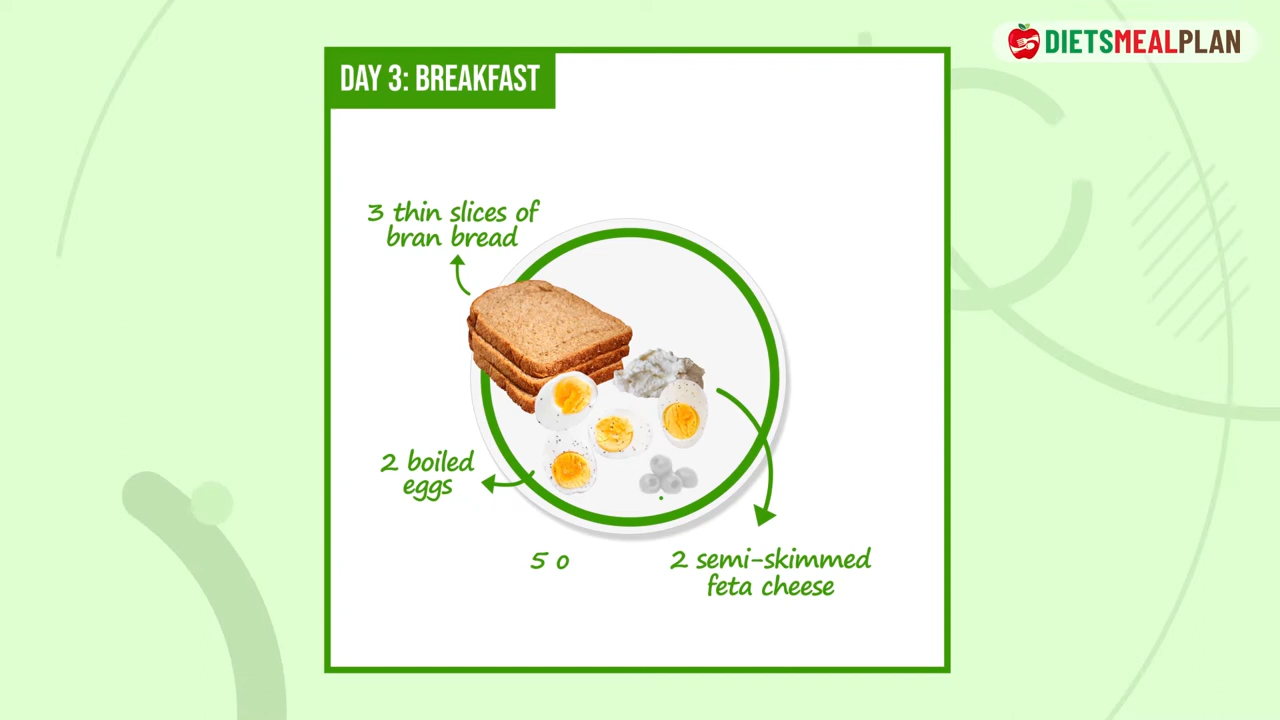 DIETSMEALPLAN
DAY 3: BREAKFAST
3 thin slices of
bran bread
2 boiled
eggs
5 o
2 semi-skimmed
feta cheese